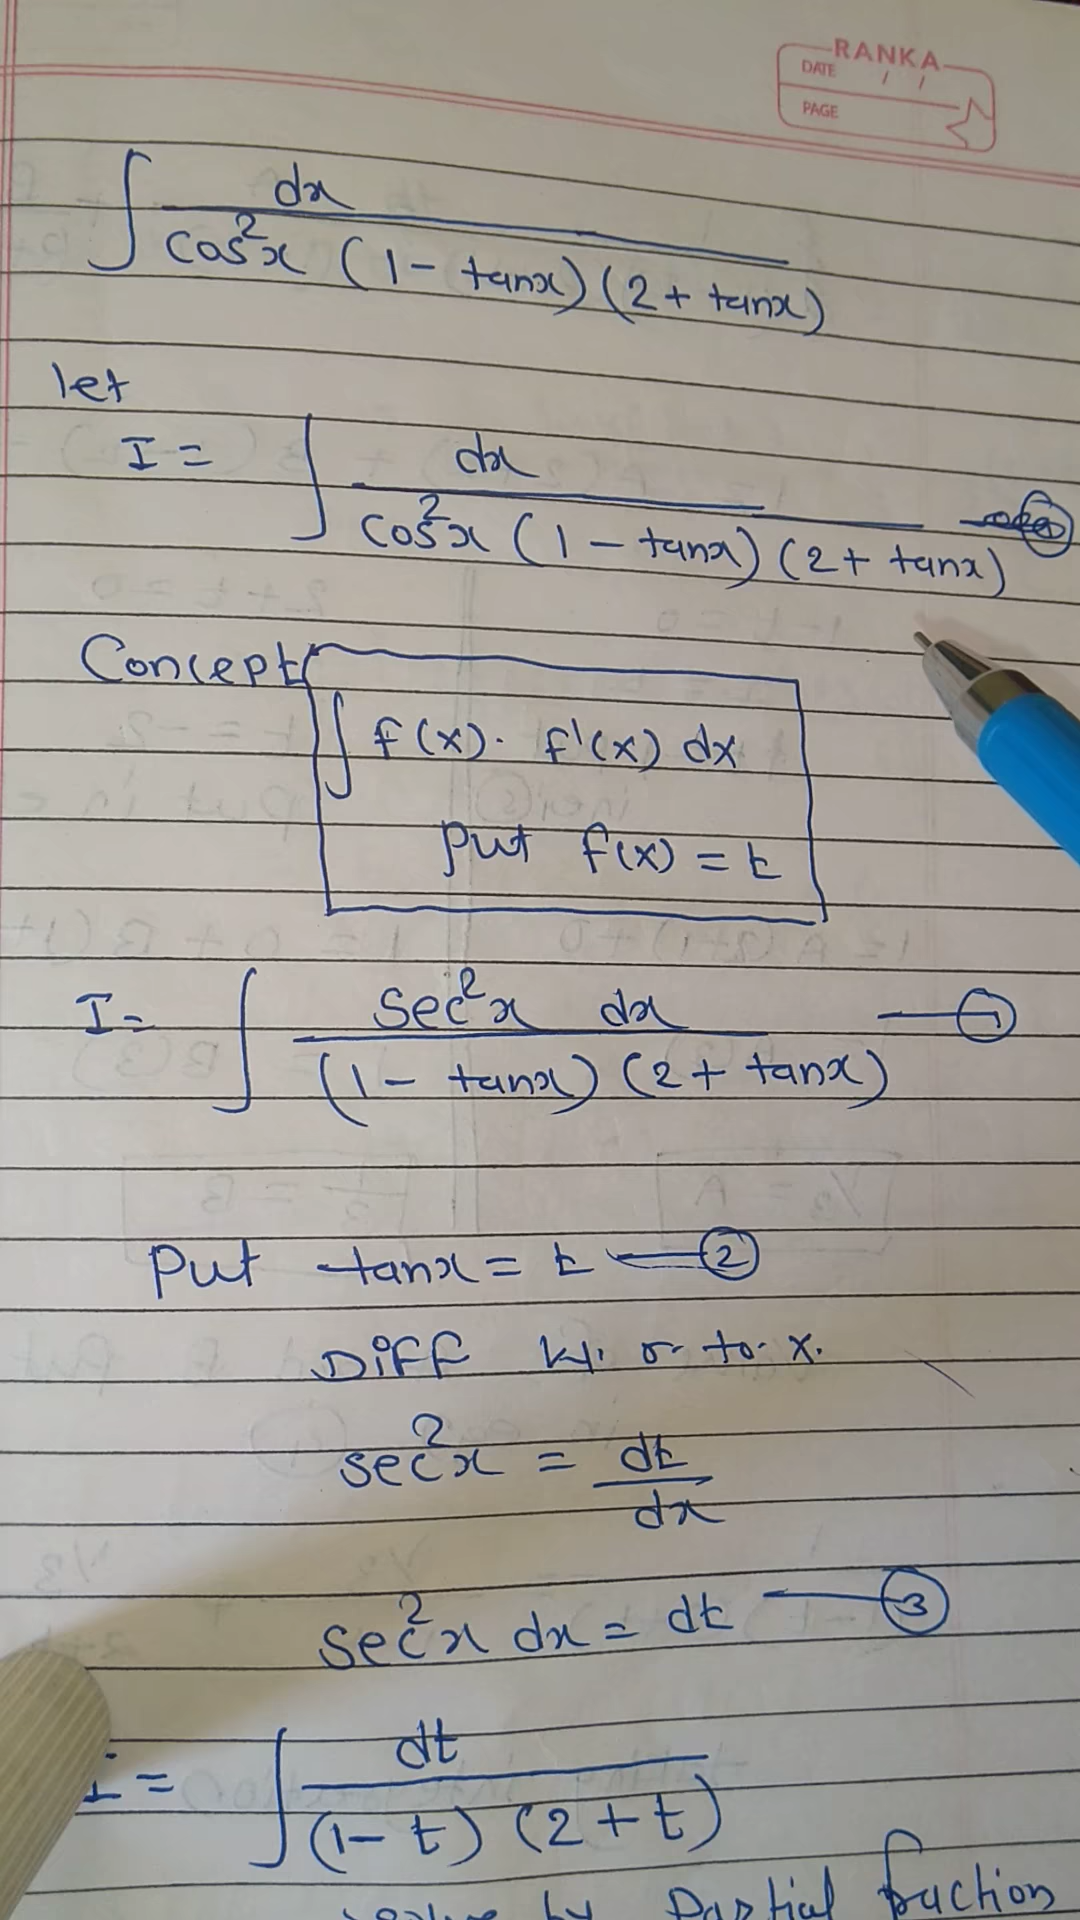 RANKA
DATE / /
PAGE
∫ dx / cos²x (1 - tanx) (2 + tanx)
let
I = ∫ dx / cos²x (1 - tanx) (2 + tanx)
Concept
∫ f(x). f'(x) dx
put f(x) = t
I = ∫ sec²x dx / (1 - tanx) (2 + tanx) — 1
Put tanx = t — 2
Diff w. r. to. x.
sec²x = dt/dx
sec²x dx = dt — 3
I = ∫ dt / (1 - t) (2 + t)
by Partial fraction